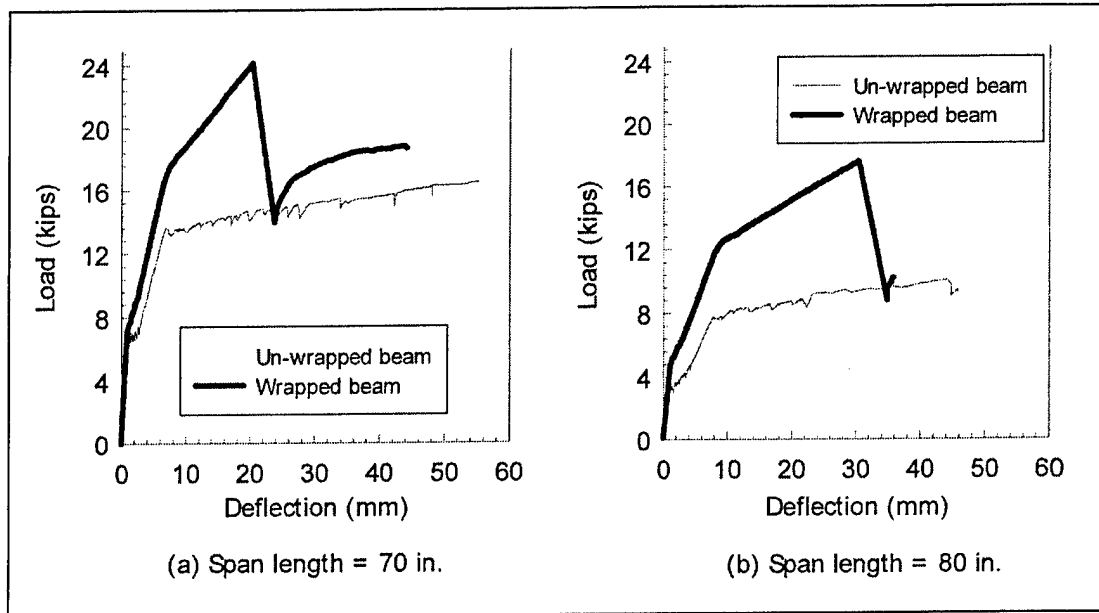 24
20
16
12
8
4
0
Load (kips)
Un-wrapped beam
Wrapped beam
0 10 20 30 40 50 60
Deflection (mm)
(a) Span length = 70 in.
24
20
16
12
8
4
0
Load (kips)
Un-wrapped beam
Wrapped beam
0 10 20 30 40 50 60
Deflection (mm)
(b) Span length = 80 in.